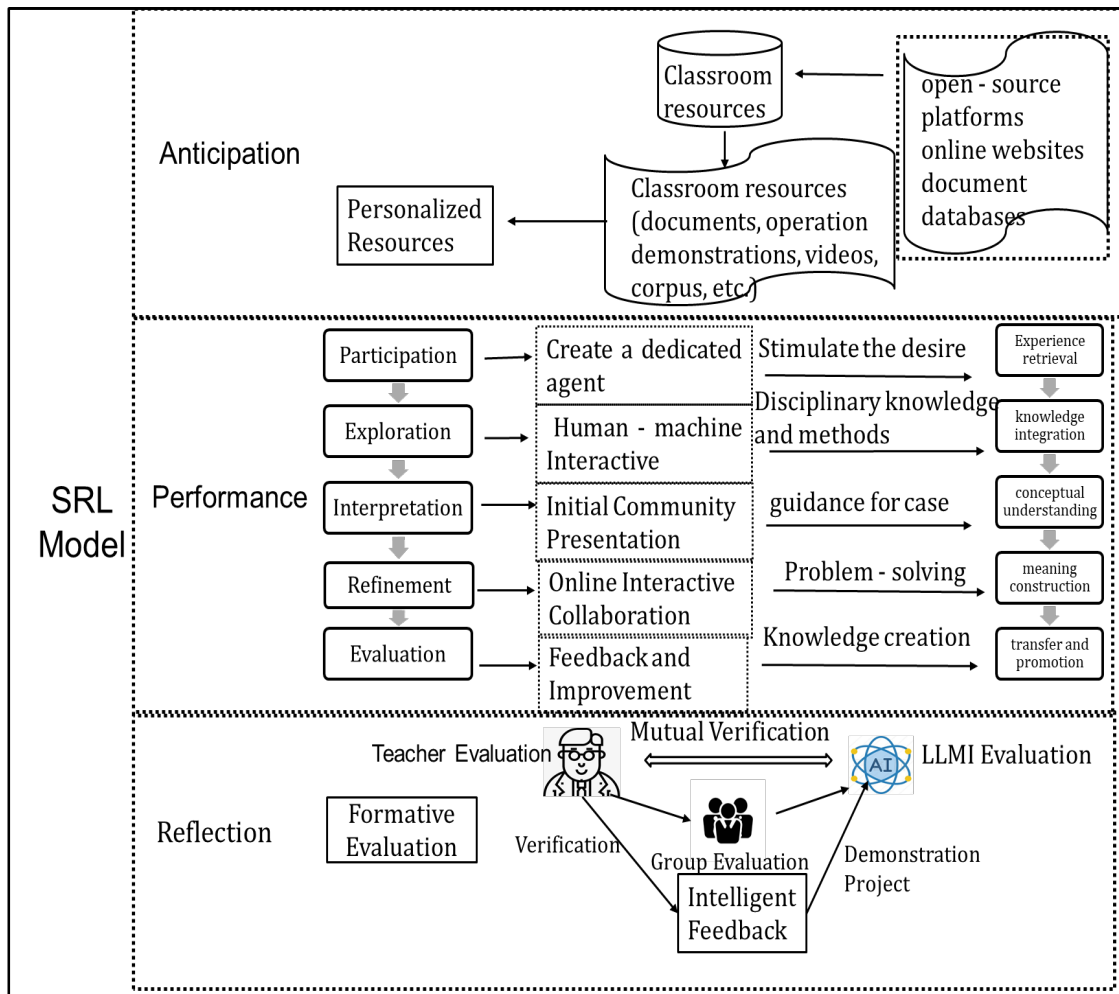 SRL
Model
Anticipation
Classroom
resources
open - source
platforms
online websites
document
databases
Personalized
Resources
Classroom resources
(documents, operation
demonstrations, videos,
corpus, etc.)
Performance
Participation
Create a dedicated
agent
Stimulate the desire
Experience
retrieval
Exploration
Human - machine
Interactive
Disciplinary knowledge
and methods
knowledge
integration
Interpretation
Initial Community
Presentation
guidance for case
conceptual
understanding
Refinement
Online Interactive
Collaboration
Problem - solving
meaning
construction
Evaluation
Feedback and
Improvement
Knowledge creation
transfer and
promotion
Reflection
Formative
Evaluation
Teacher Evaluation
Mutual Verification
AI
LLMI Evaluation
Verification
Group Evaluation
Demonstration
Project
Intelligent
Feedback